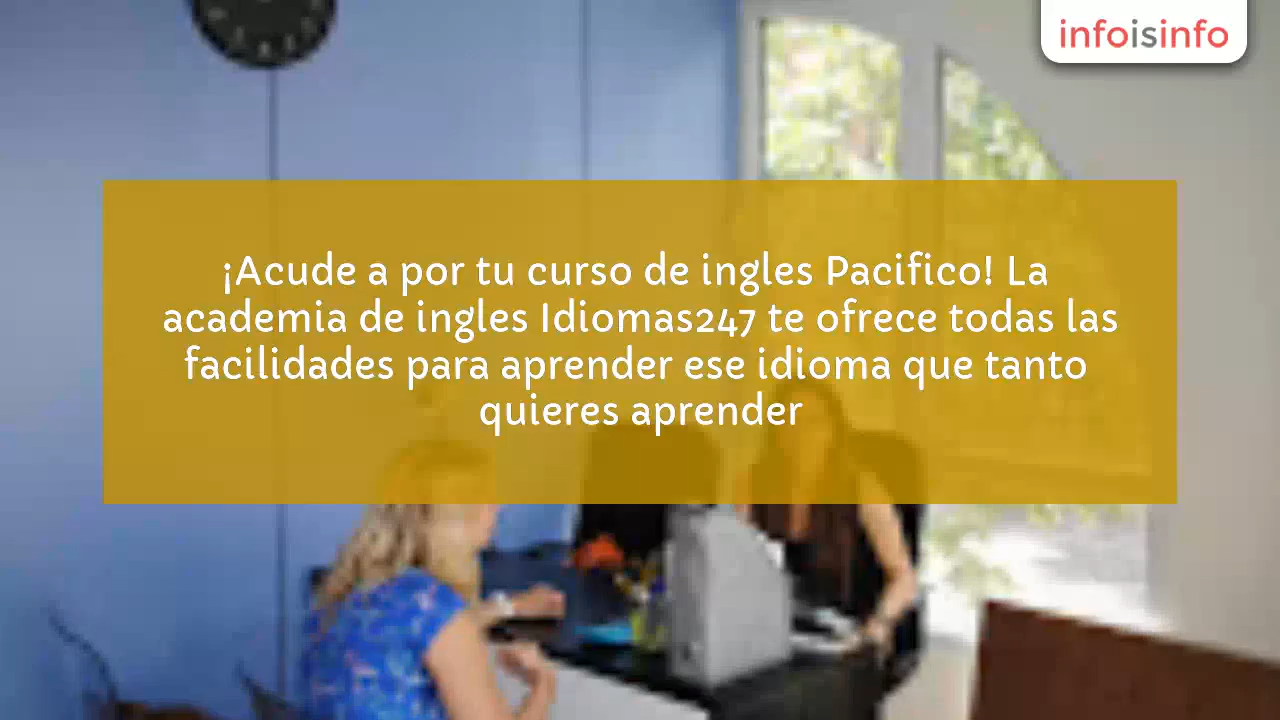 infoisinfo
¡Acude a por tu curso de ingles Pacifico! La
academia de ingles Idiomas247 te ofrece todas las
facilidades para aprender ese idioma que tanto
quieres aprender